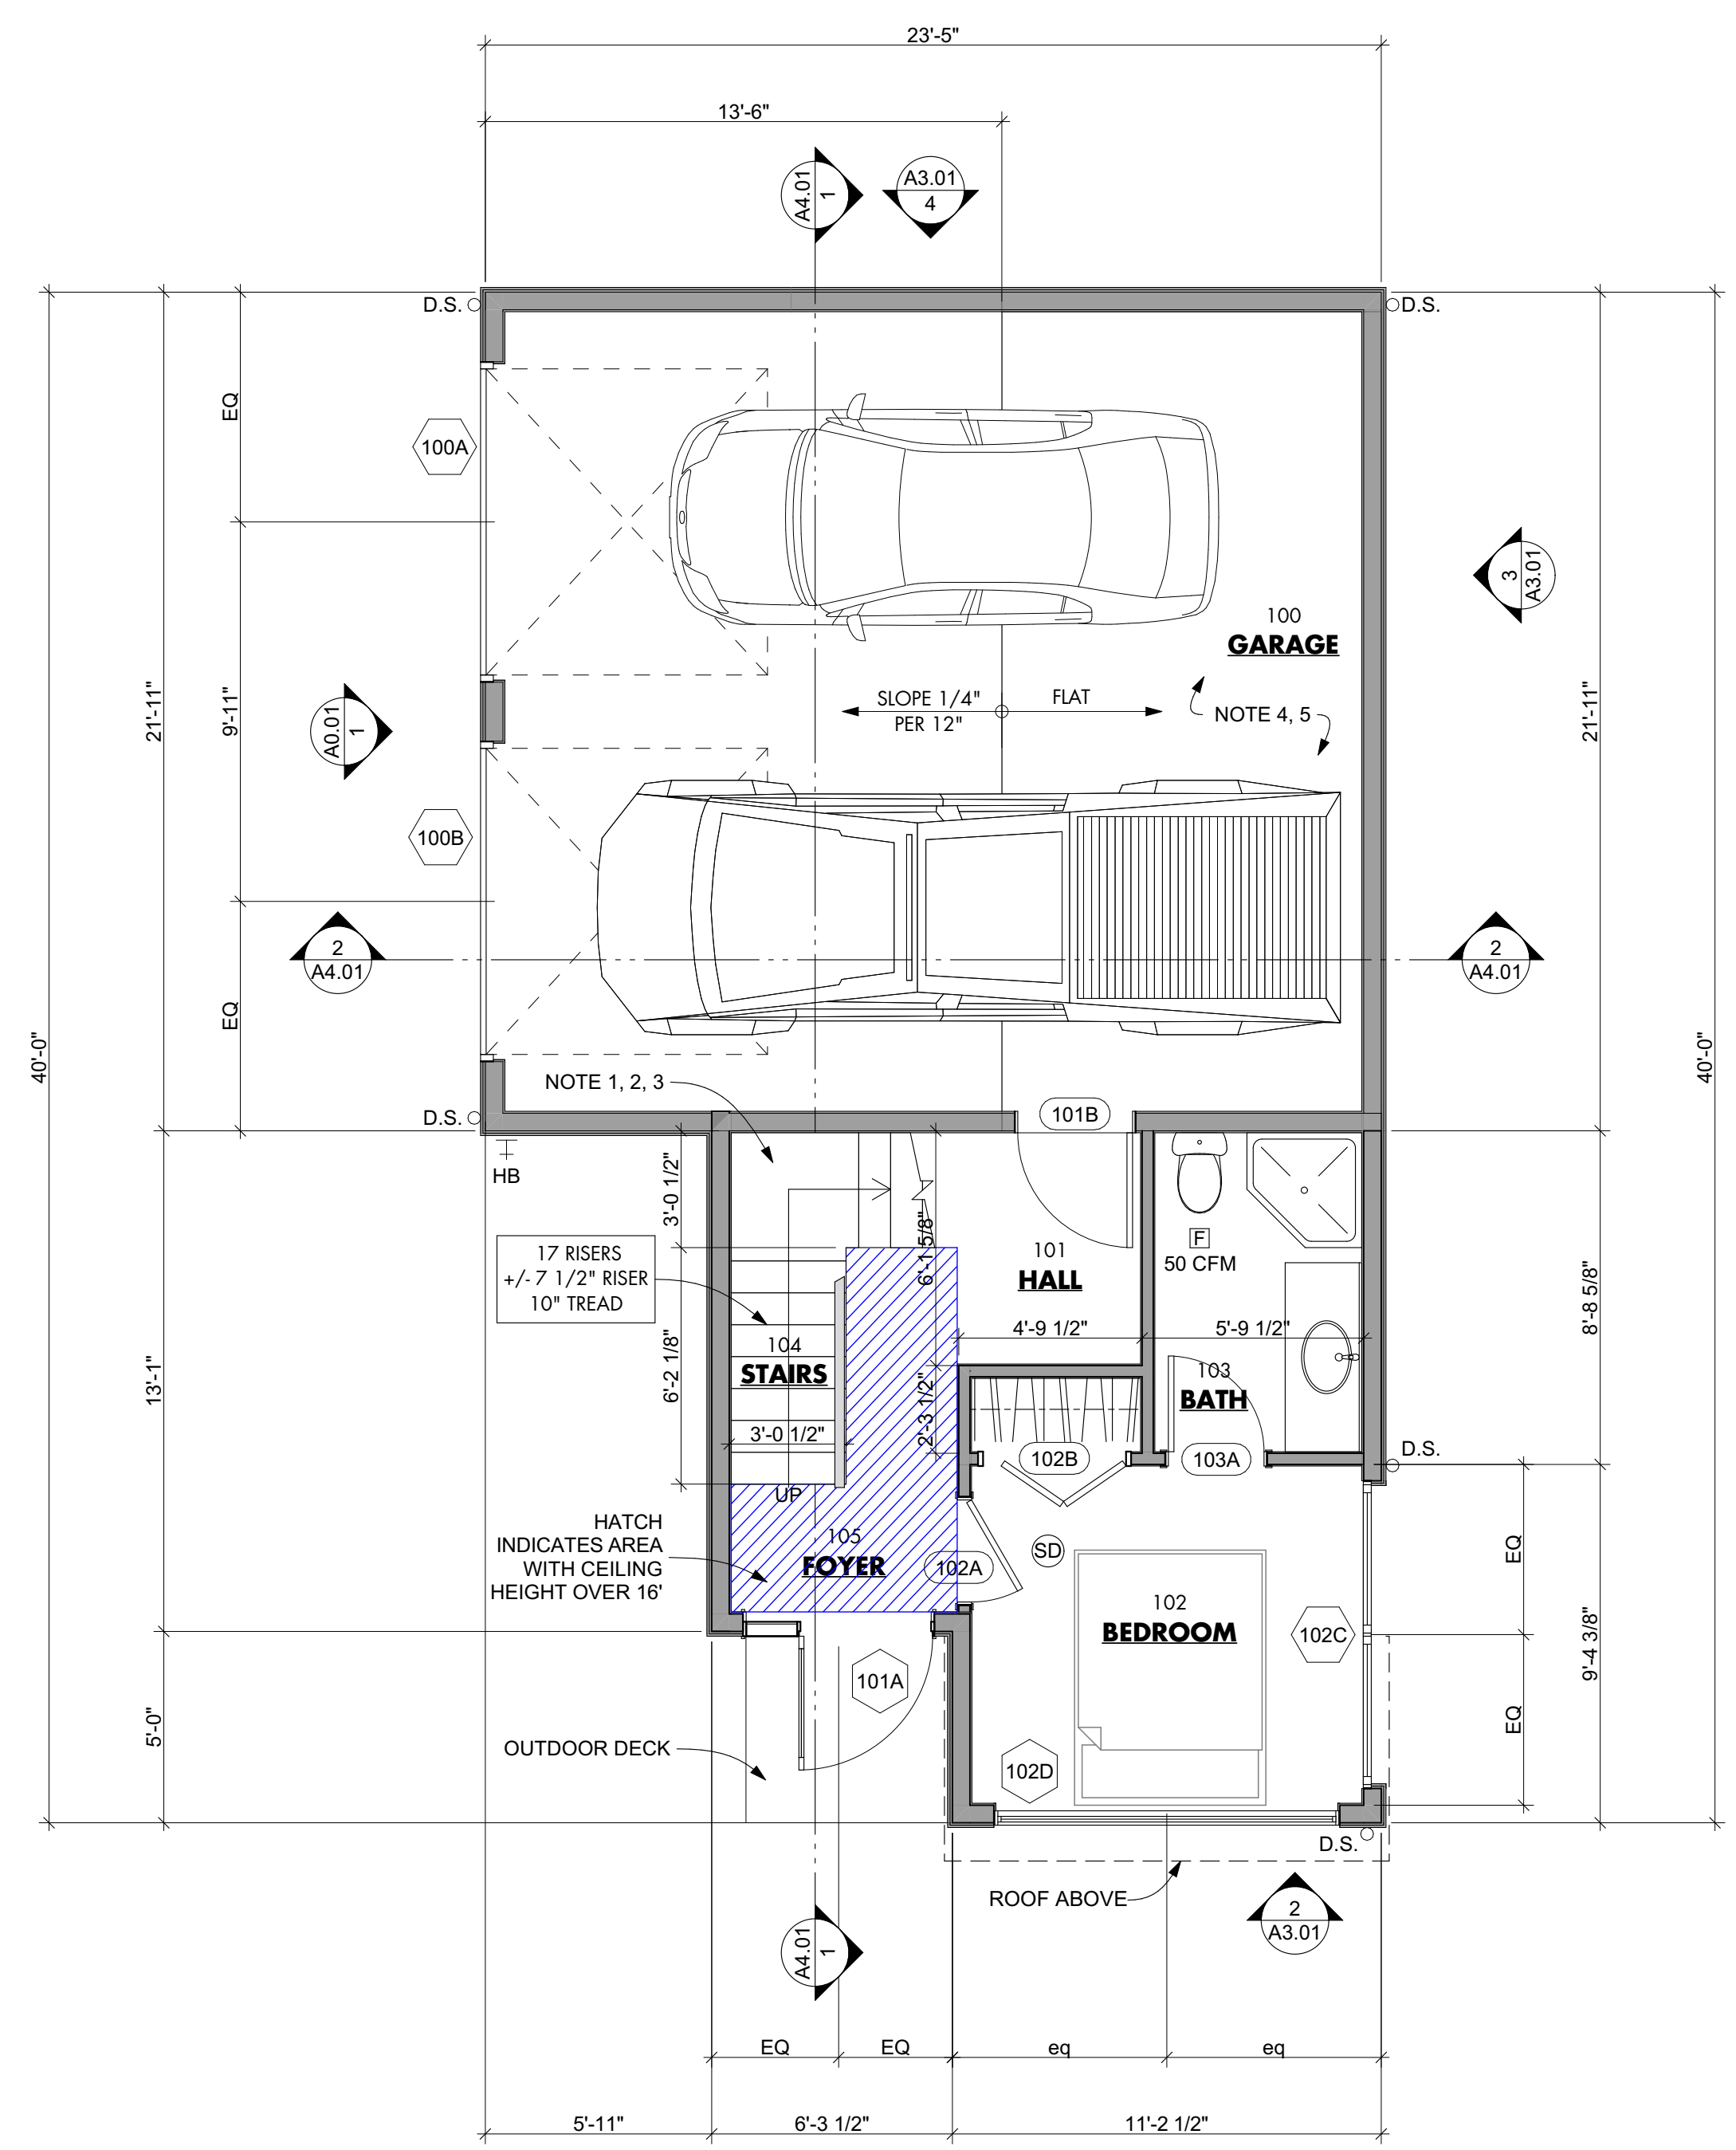 23'-5"
13'-6"
A4.01
1
A3.01
4
D.S.
D.S.
EQ
100A
3
A3.01
100
GARAGE
21'-11"
9'-11"
A0.01
1
SLOPE 1/4"
PER 12"
FLAT
NOTE 4, 5
21'-11"
100B
2
A4.01
2
A4.01
EQ
40'-0"
40'-0"
NOTE 1, 2, 3
D.S.
101B
HB
3'-0 1/2"
6'-1 5/8"
17 RISERS
+/- 7 1/2" RISER
10" TREAD
101
HALL
F
50 CFM
4'-9 1/2"
5'-9 1/2"
8'-8 5/8"
104
STAIRS
6'-2 1/8"
13'-1"
103
BATH
2'-3 1/2"
3'-0 1/2"
102B
103A
D.S.
UP
HATCH
INDICATES AREA
WITH CEILING
HEIGHT OVER 16'
105
FOYER
102A
SD
EQ
102
BEDROOM
102C
9'-4 3/8"
101A
5'-0"
EQ
OUTDOOR DECK
102D
D.S.
ROOF ABOVE
2
A3.01
A4.01
1
EQ
EQ
eq
eq
5'-11"
6'-3 1/2"
11'-2 1/2"